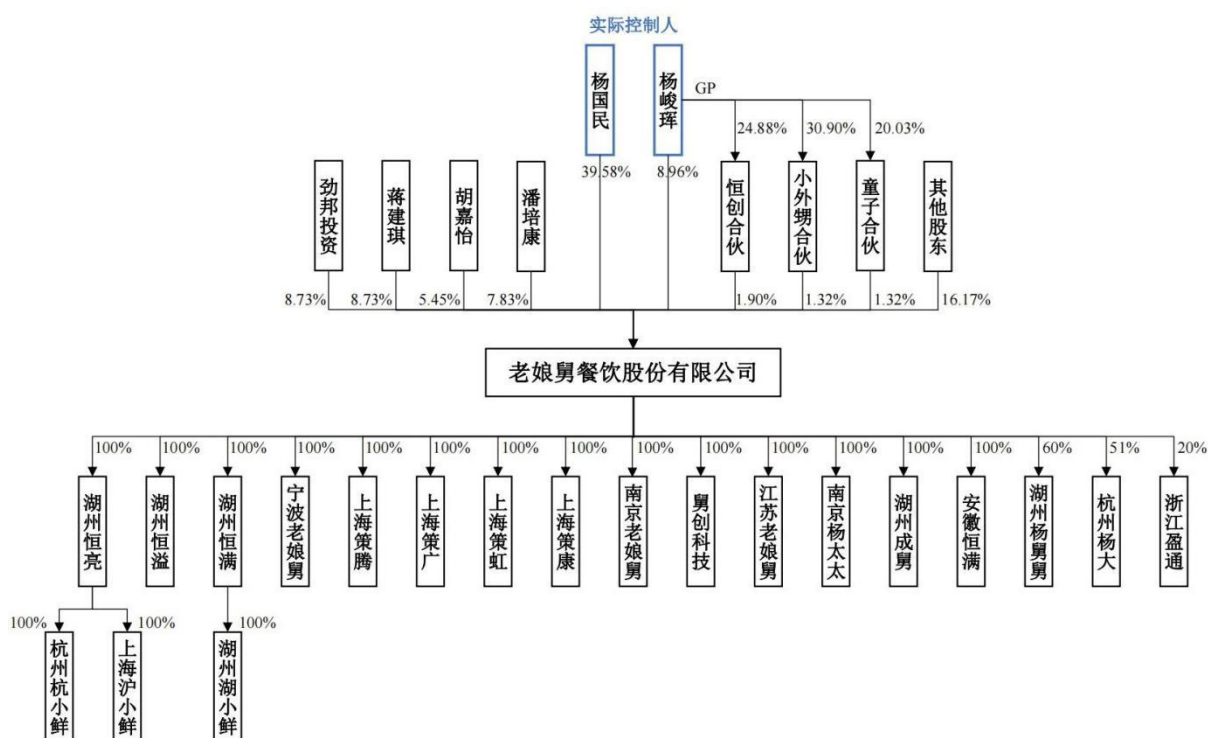 实际控制人
杨国民
杨峻珲
GP
24.88%
30.90%
20.03%
劲邦投资
蒋建琪
胡嘉怡
潘培康
39.58%
8.96%
恒创合伙
小外甥合伙
童子合伙
其他股东
8.73%
8.73%
5.45%
7.83%
1.90%
1.32%
1.32%
16.17%
老娘舅餐饮股份有限公司
100%
100%
100%
100%
100%
100%
100%
100%
100%
100%
100%
100%
100%
100%
60%
51%
20%
湖州恒亮
湖州恒溢
湖州恒满
宁波老娘舅
上海策腾
上海策广
上海策虹
上海策康
南京老娘舅
舅创科技
江苏老娘舅
南京杨太太
湖州成舅
安徽恒满
湖州杨舅舅
杭州杨大
浙江盈通
100%
100%
100%
杭州杭小鲜
上海沪小鲜
湖州湖小鲜